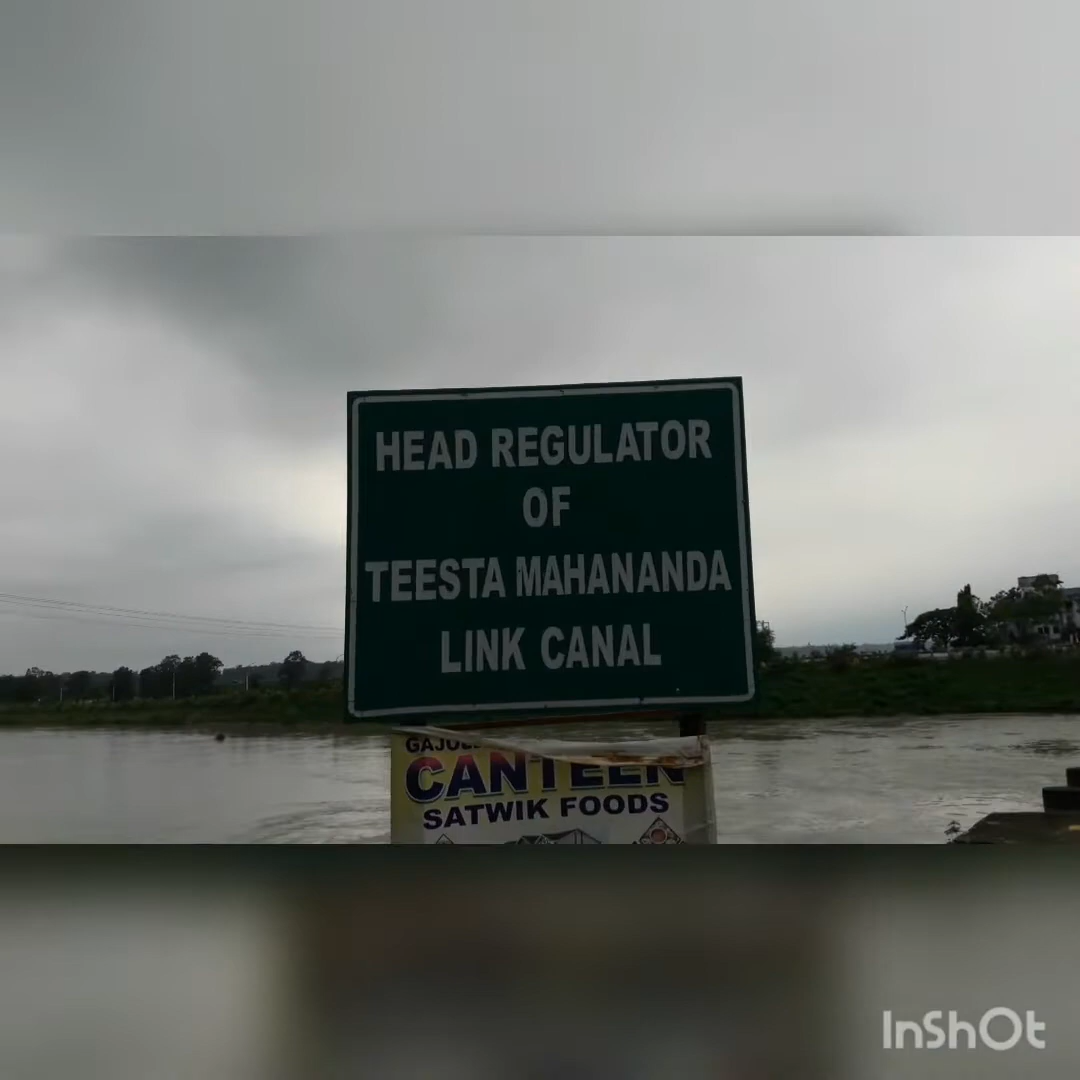 HEAD REGULATOR
OF
TEESTA MAHANANDA
LINK CANAL
CANTEEN
SATWIK FOODS
InShOt